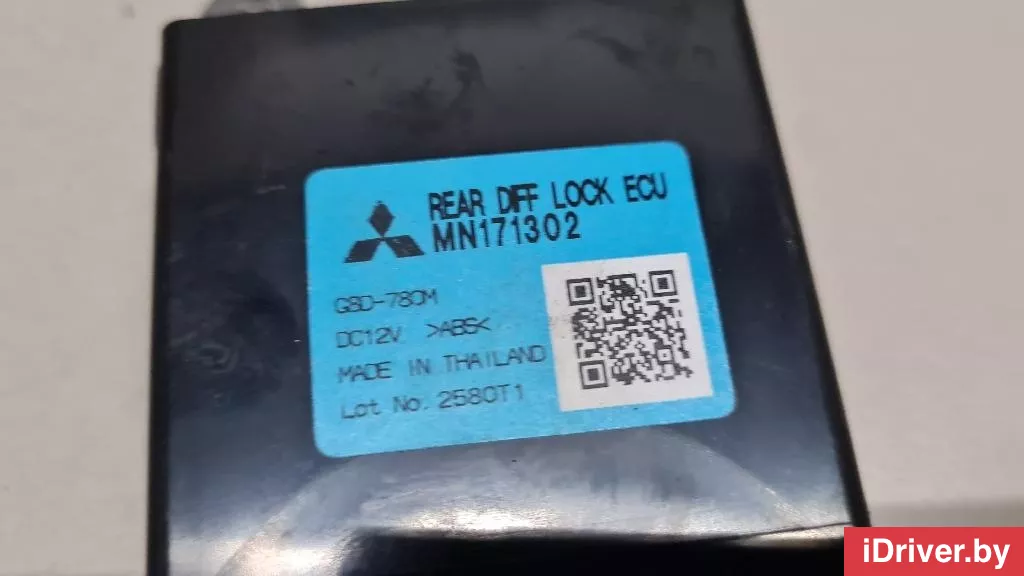 REAR DIFF LOCK ECU
MN171302
G8D-780M
DC12V >ABS<
MADE IN THAILAND
Lot No. 2580T1
iDriver.by